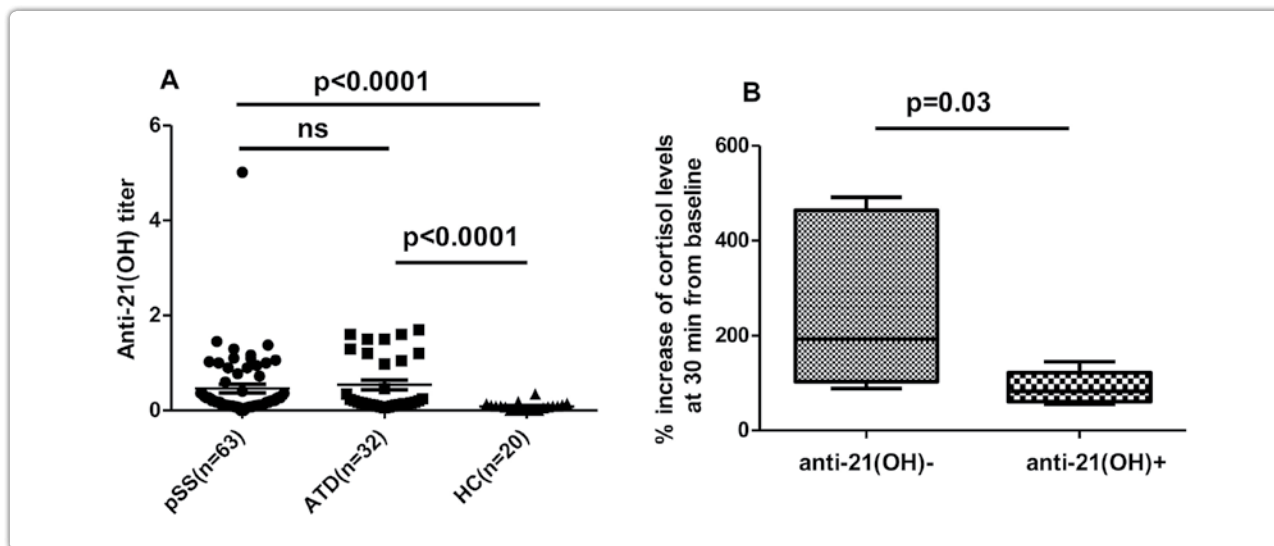 A
p<0.0001
ns
p<0.0001
Anti-21(OH) titer
6
4
2
0
pSS(n=63)
ATD(n=32)
HC(n=20)
B
p=0.03
% increase of cortisol levels
at 30 min from baseline
600
400
200
0
anti-21(OH)-
anti-21(OH)+